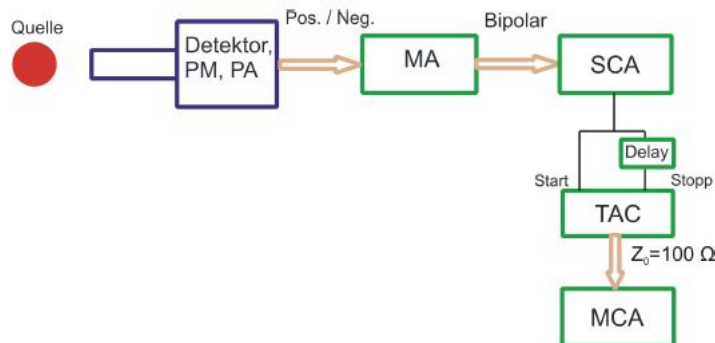 Quelle
Detektor,
PM, PA
Pos. / Neg.
MA
Bipolar
SCA
Delay
Start
Stopp
TAC
Z₀=100 Ω
MCA